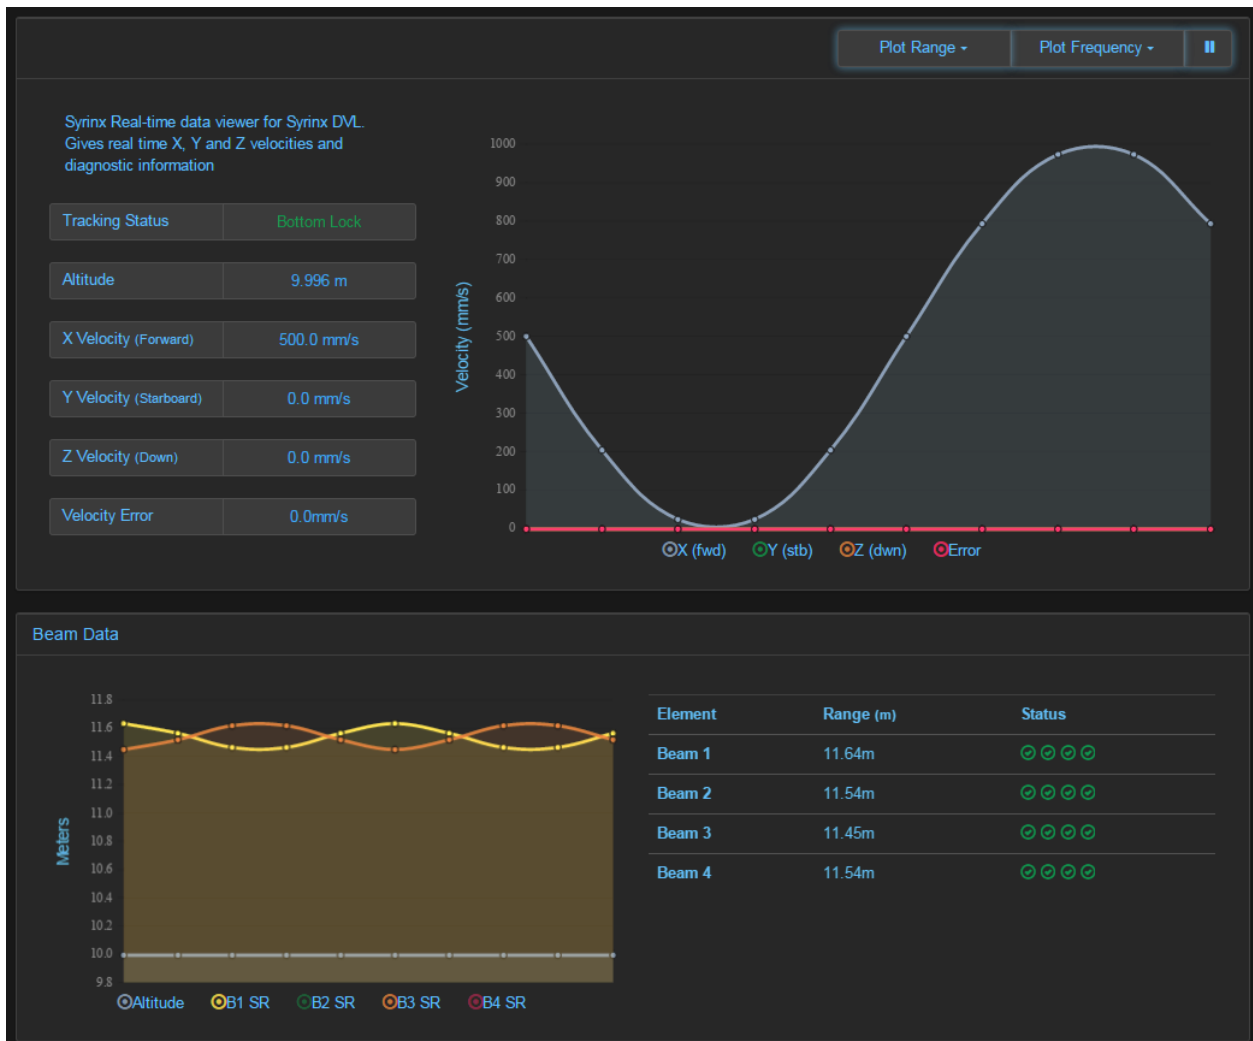 Plot Range
Plot Frequency
Syrinx Real-time data viewer for Syrinx DVL.
Gives real time X, Y and Z velocities and
diagnostic information
Tracking Status Bottom Lock
Altitude 9.996 m
X Velocity (Forward) 500.0 mm/s
Y Velocity (Starboard) 0.0 mm/s
Z Velocity (Down) 0.0 mm/s
Velocity Error 0.0mm/s
Velocity (mm/s)
1000
900
800
700
600
500
400
300
200
100
0
X (fwd) Y (stb) Z (dwn) Error
Beam Data
Meters
11.8
11.6
11.4
11.2
11.0
10.8
10.6
10.4
10.2
10.0
9.8
Altitude B1 SR B2 SR B3 SR B4 SR
Element Range (m) Status
Beam 1 11.64m
Beam 2 11.54m
Beam 3 11.45m
Beam 4 11.54m